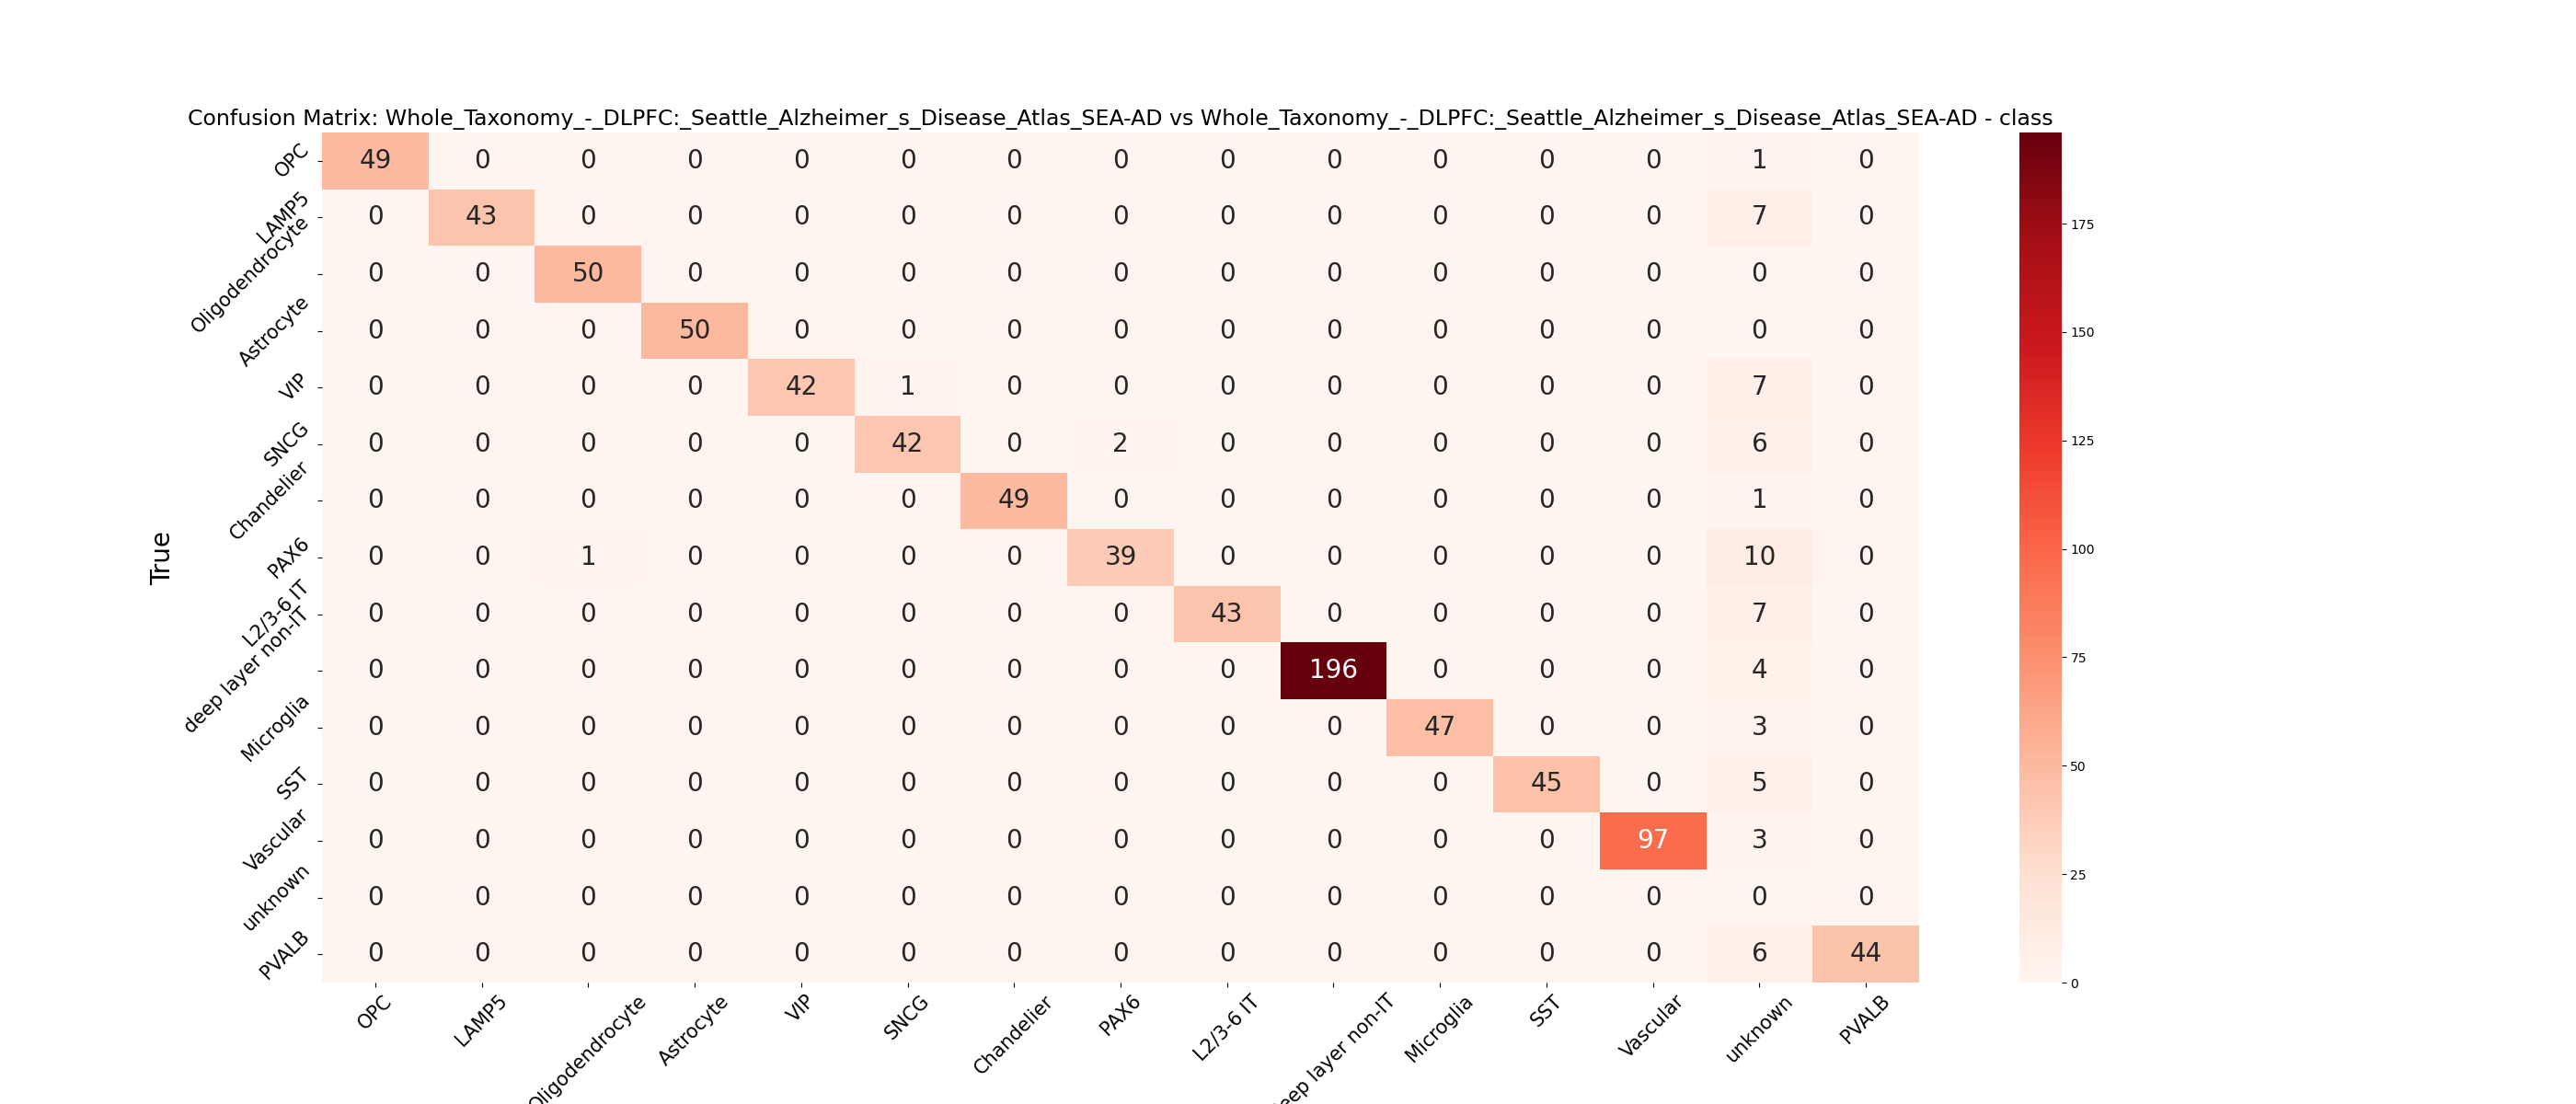 Confusion Matrix: Whole_Taxonomy_-_DLPFC:_Seattle_Alzheimer_s_Disease_Atlas_SEA-AD vs Whole_Taxonomy_-_DLPFC:_Seattle_Alzheimer_s_Disease_Atlas_SEA-AD - class
OPC 49 0 0 0 0 0 0 0 0 0 0 0 0 1 0
LAMP5 0 43 0 0 0 0 0 0 0 0 0 0 0 7 0
Oligodendrocyte 0 0 50 0 0 0 0 0 0 0 0 0 0 0 0
Astrocyte 0 0 0 50 0 0 0 0 0 0 0 0 0 0 0
VIP 0 0 0 0 42 1 0 0 0 0 0 0 0 7 0
SNCG 0 0 0 0 0 42 0 2 0 0 0 0 0 6 0
Chandelier 0 0 0 0 0 0 49 0 0 0 0 0 0 1 0
PAX6 0 0 1 0 0 0 0 39 0 0 0 0 0 10 0
L2/3-6 IT 0 0 0 0 0 0 0 0 43 0 0 0 0 7 0
deep layer non-IT 0 0 0 0 0 0 0 0 0 196 0 0 0 4 0
Microglia 0 0 0 0 0 0 0 0 0 0 47 0 0 3 0
SST 0 0 0 0 0 0 0 0 0 0 0 45 0 5 0
Vascular 0 0 0 0 0 0 0 0 0 0 0 0 97 3 0
unknown 0 0 0 0 0 0 0 0 0 0 0 0 0 0 0
PVALB 0 0 0 0 0 0 0 0 0 0 0 0 0 6 44
True
OPC LAMP5 Oligodendrocyte Astrocyte VIP SNCG Chandelier PAX6 L2/3-6 IT eep layer non-IT Microglia SST Vascular unknown PVALB
175
150
125
100
75
50
25
0